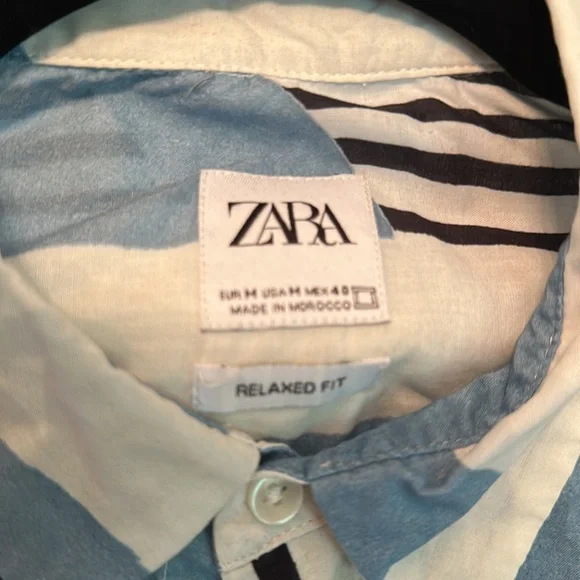 ZARA
EUR M USA M MEX 40
MADE IN MOROCCO
RELAXED FIT